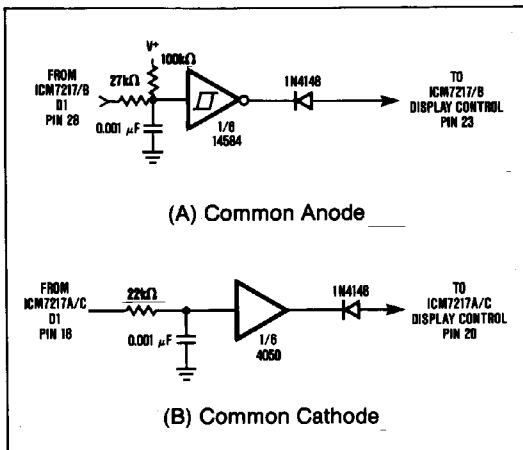 V+
100kΩ
FROM
ICM7217/B
D1
PIN 28
27kΩ
0.001 μF
1/6
14584
1N4148
TO
ICM7217/B
DISPLAY CONTROL
PIN 23
(A) Common Anode
FROM
ICM7217A/C
D1
PIN 18
22kΩ
0.001 μF
1/6
4050
1N4148
TO
ICM7217A/C
DISPLAY CONTROL
PIN 20
(B) Common Cathode